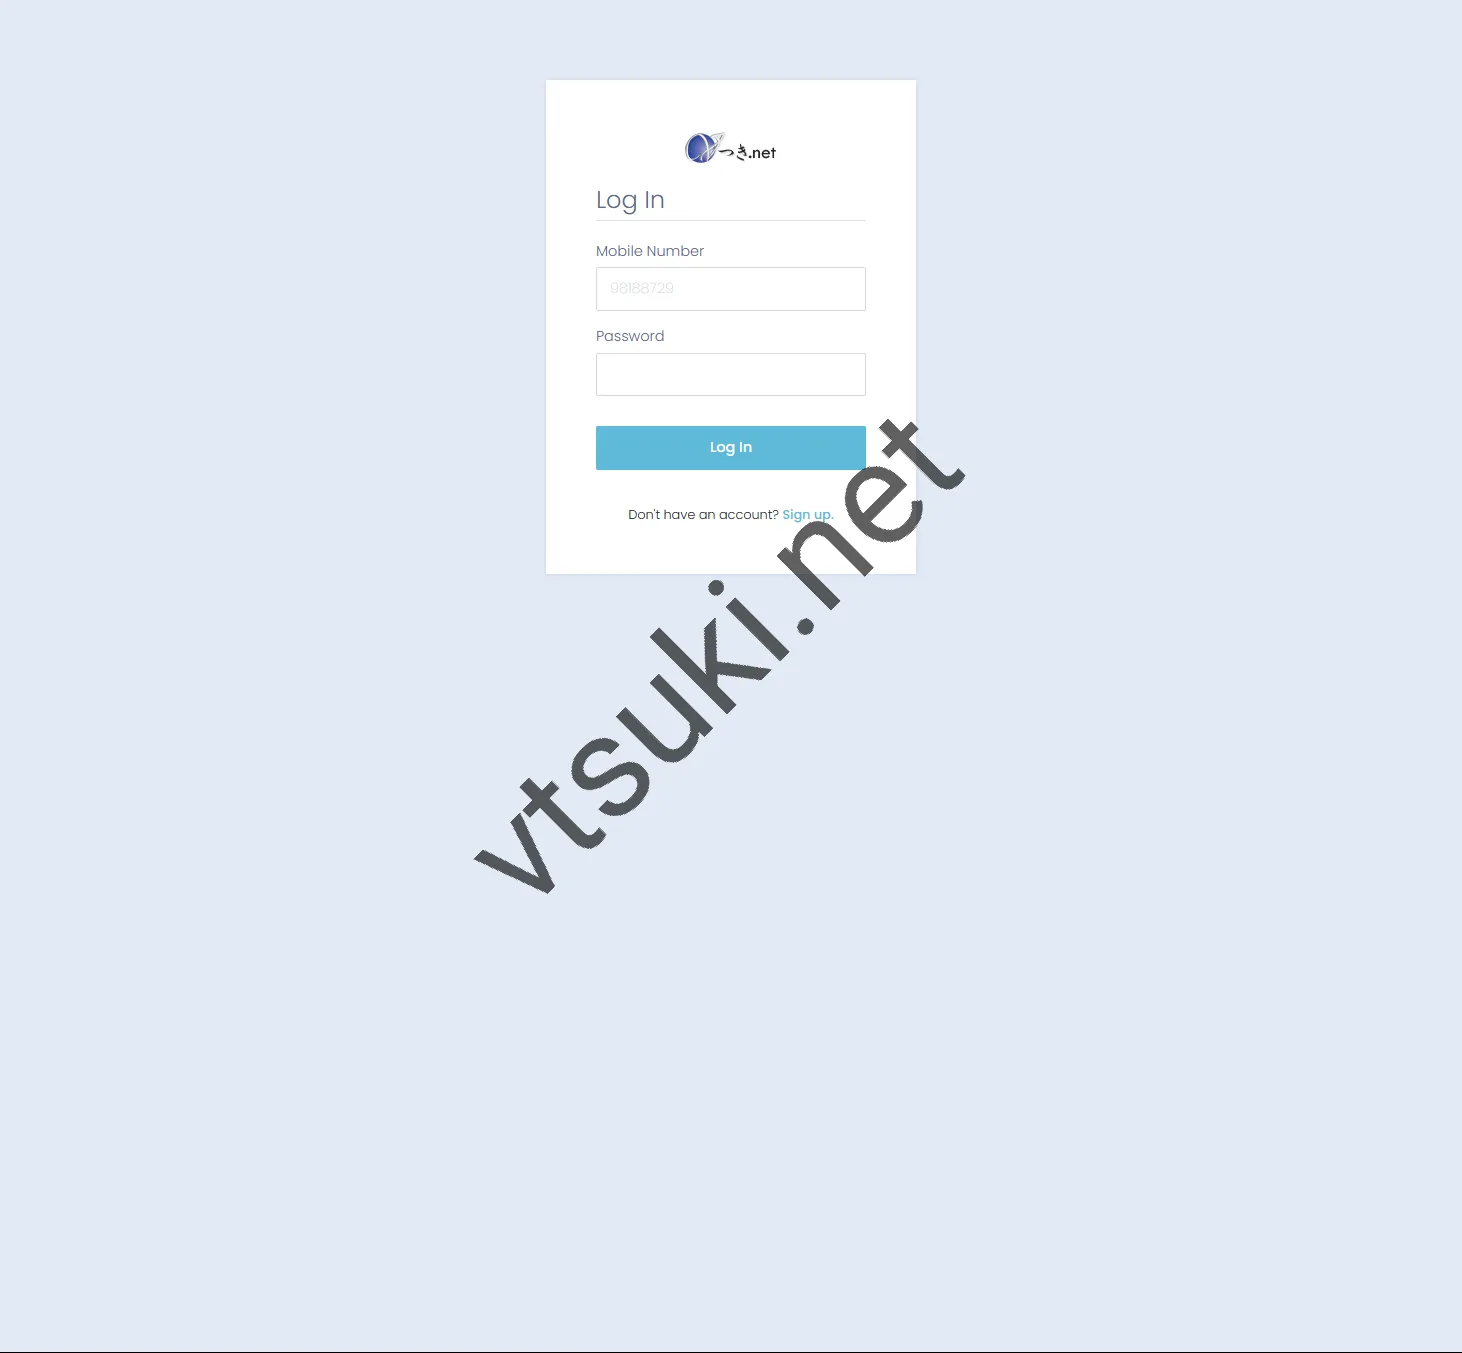 つき.net
Log In
Mobile Number
98188729
Password
Log In
Don't have an account? Sign up.
vtsuki.net